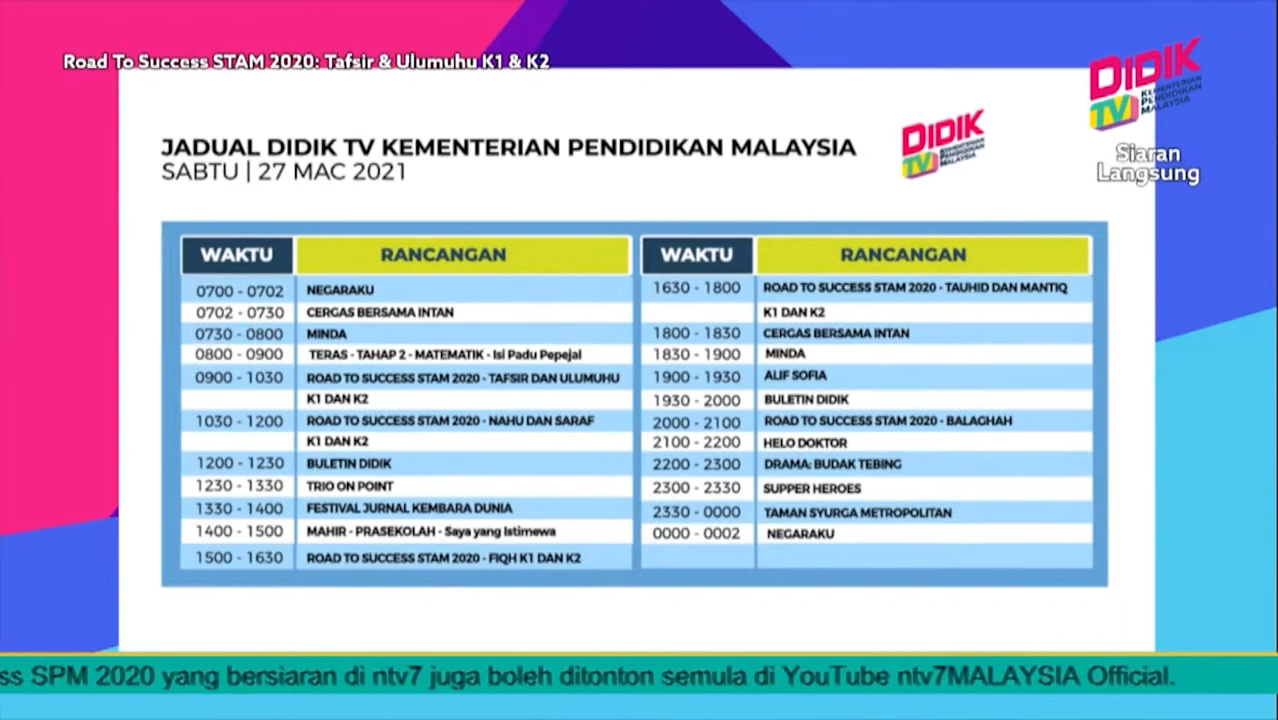 Road To Success STAM 2020: Tafsir & Ulumuhu K1 & K2
DIDIK
TV KEMENTERIAN
PENDIDIKAN
MALAYSIA
Siaran
Langsung
JADUAL DIDIK TV KEMENTERIAN PENDIDIKAN MALAYSIA
SABTU | 27 MAC 2021
DIDIK
TV KEMENTERIAN
PENDIDIKAN
MALAYSIA
WAKTU RANCANGAN
0700 - 0702 NEGARAKU
0702 - 0730 CERGAS BERSAMA INTAN
0730 - 0800 MINDA
0800 - 0900 TERAS - TAHAP 2 - MATEMATIK - Isi Padu Pepejal
0900 - 1030 ROAD TO SUCCESS STAM 2020 - TAFSIR DAN ULUMUHU
K1 DAN K2
1030 - 1200 ROAD TO SUCCESS STAM 2020 - NAHU DAN SARAF
K1 DAN K2
1200 - 1230 BULETIN DIDIK
1230 - 1330 TRIO ON POINT
1330 - 1400 FESTIVAL JURNAL KEMBARA DUNIA
1400 - 1500 MAHIR - PRASEKOLAH - Saya yang Istimewa
1500 - 1630 ROAD TO SUCCESS STAM 2020 - FIQH K1 DAN K2
WAKTU RANCANGAN
1630 - 1800 ROAD TO SUCCESS STAM 2020 - TAUHID DAN MANTIQ
K1 DAN K2
1800 - 1830 CERGAS BERSAMA INTAN
1830 - 1900 MINDA
1900 - 1930 ALIF SOFIA
1930 - 2000 BULETIN DIDIK
2000 - 2100 ROAD TO SUCCESS STAM 2020 - BALAGHAH
2100 - 2200 HELO DOKTOR
2200 - 2300 DRAMA: BUDAK TEBING
2300 - 2330 SUPPER HEROES
2330 - 0000 TAMAN SYURGA METROPOLITAN
0000 - 0002 NEGARAKU
ss SPM 2020 yang bersiaran di ntv7 juga boleh ditonton semula di YouTube ntv7MALAYSIA Official.